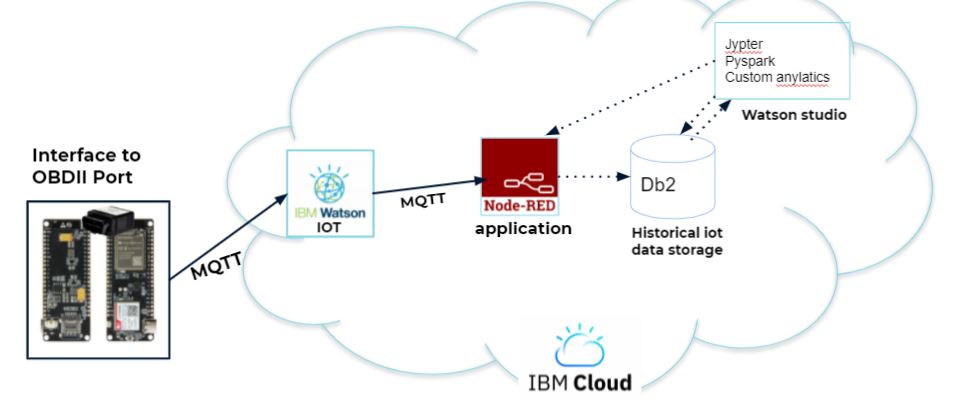 Jypter
Pyspark
Custom anylatics
Watson studio
Interface to
OBDII Port
IBM Watson
IOT
MQTT
MQTT
Node-RED
application
Db2
Historical iot
data storage
IBM Cloud